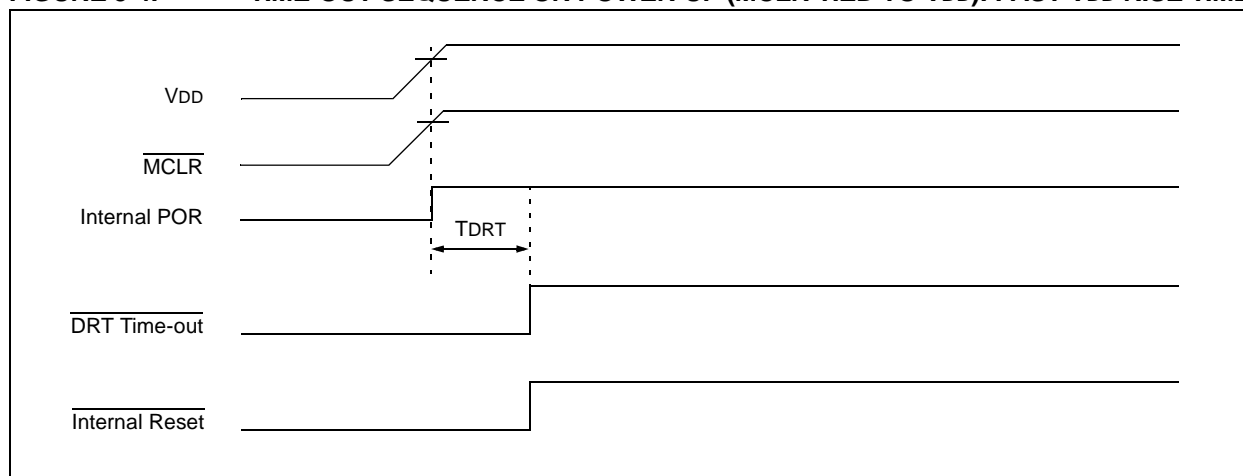 VDD
MCLR
Internal POR
TDRT
DRT Time-out
Internal Reset